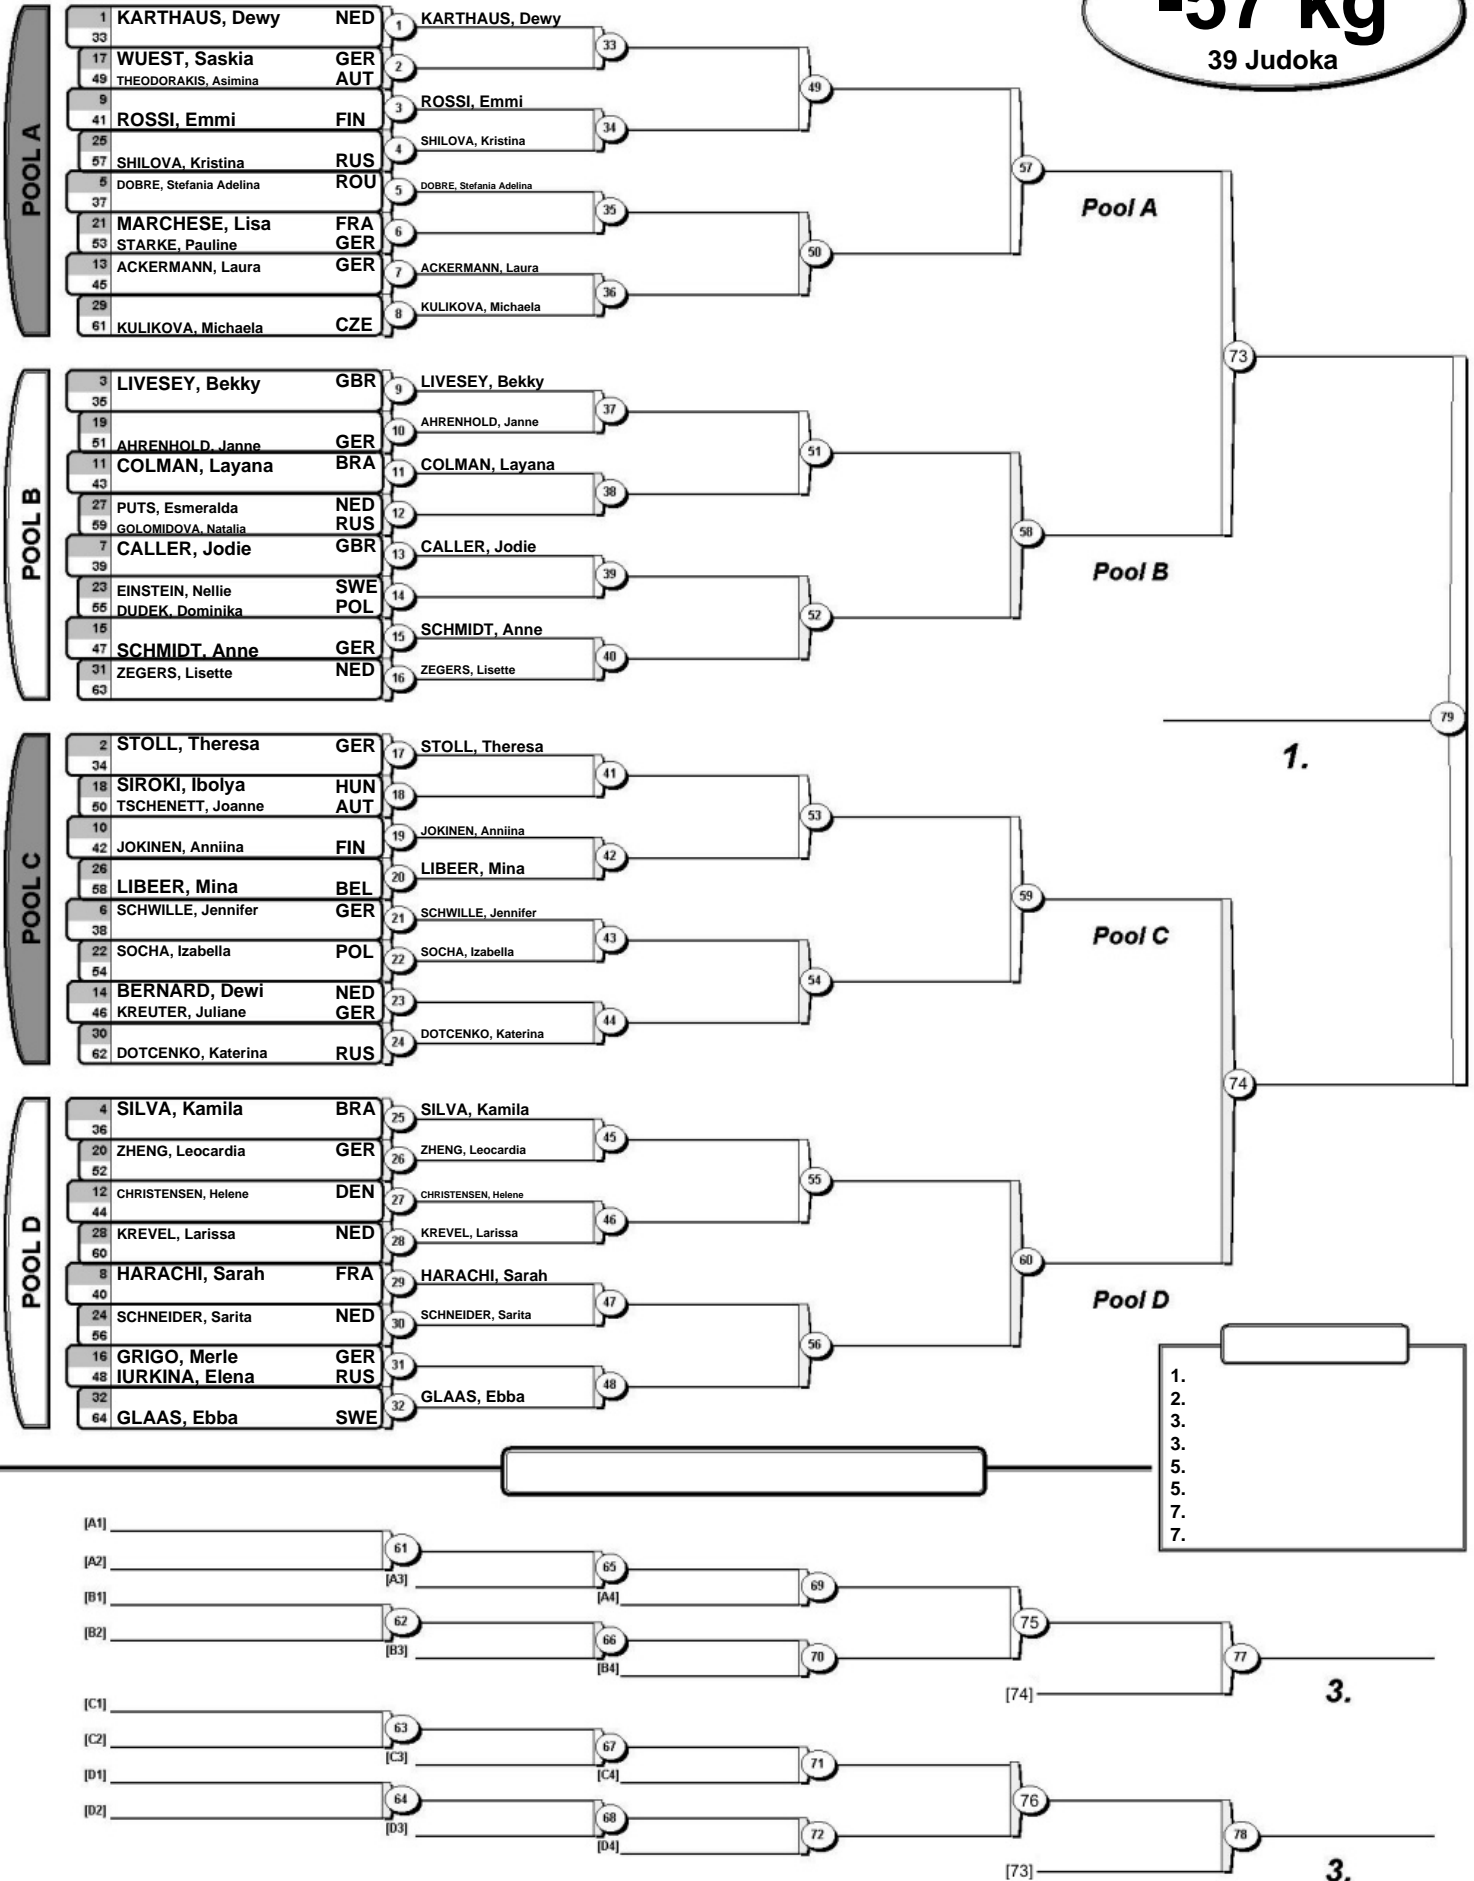 -57 kg
39 Judoka
POOL A
1 KARTHAUS, Dewy NED 1 KARTHAUS, Dewy
33
33
17 WUEST, Saskia GER 2
49 THEODORAKIS, Asimina AUT
49
9 3 ROSSI, Emmi
41 ROSSI, Emmi FIN
34
25 4 SHILOVA, Kristina
57 SHILOVA, Kristina RUS
57
Pool A
5 DOBRE, Stefania Adelina ROU 5 DOBRE, Stefania Adelina
37
35
21 MARCHESE, Lisa FRA 6
53 STARKE, Pauline GER
50
13 ACKERMANN, Laura GER 7 ACKERMANN, Laura
45
36
29 8 KULIKOVA, Michaela
61 KULIKOVA, Michaela CZE
73
POOL B
3 LIVESEY, Bekky GBR 9 LIVESEY, Bekky
35
37
19 10 AHRENHOLD, Janne
51 AHRENHOLD, Janne GER
51
11 COLMAN, Layana BRA 11 COLMAN, Layana
43
38
27 PUTS, Esmeralda NED 12
59 GOLOMIDOVA, Natalia RUS
58
Pool B
7 CALLER, Jodie GBR 13 CALLER, Jodie
39
39
23 EINSTEIN, Nellie SWE 14
55 DUDEK, Dominika POL
52
15 15 SCHMIDT, Anne
47 SCHMIDT, Anne GER
40
31 ZEGERS, Lisette NED 16 ZEGERS, Lisette
63
79
1.
POOL C
2 STOLL, Theresa GER 17 STOLL, Theresa
34
41
18 SIROKI, Ibolya HUN 18
50 TSCHENETT, Joanne AUT
53
10 19 JOKINEN, Anniina
42 JOKINEN, Anniina FIN
42
26 20 LIBEER, Mina
58 LIBEER, Mina BEL
59
Pool C
6 SCHWILLE, Jennifer GER 21 SCHWILLE, Jennifer
38
43
22 SOCHA, Izabella POL 22 SOCHA, Izabella
54
54
14 BERNARD, Dewi NED 23
46 KREUTER, Juliane GER
44
30 24 DOTCENKO, Katerina
62 DOTCENKO, Katerina RUS
74
POOL D
4 SILVA, Kamila BRA 25 SILVA, Kamila
36
45
20 ZHENG, Leocardia GER 26 ZHENG, Leocardia
52
55
12 CHRISTENSEN, Helene DEN 27 CHRISTENSEN, Helene
44
46
28 KREVEL, Larissa NED 28 KREVEL, Larissa
60
60
Pool D
8 HARACHI, Sarah FRA 29 HARACHI, Sarah
40
47
24 SCHNEIDER, Sarita NED 30 SCHNEIDER, Sarita
56
56
16 GRIGO, Merle GER 31
48 IURKINA, Elena RUS
48
32 32 GLAAS, Ebba
64 GLAAS, Ebba SWE
1.
2.
3.
3.
5.
5.
7.
7.
[A1]
61
[A2]
[A3]
65
[A4]
69
[B1]
62
[B2]
[B3]
66
[B4]
70
75
[74]
77
3.
[C1]
63
[C2]
[C3]
67
[C4]
71
[D1]
64
[D2]
[D3]
68
[D4]
72
76
[73]
78
3.